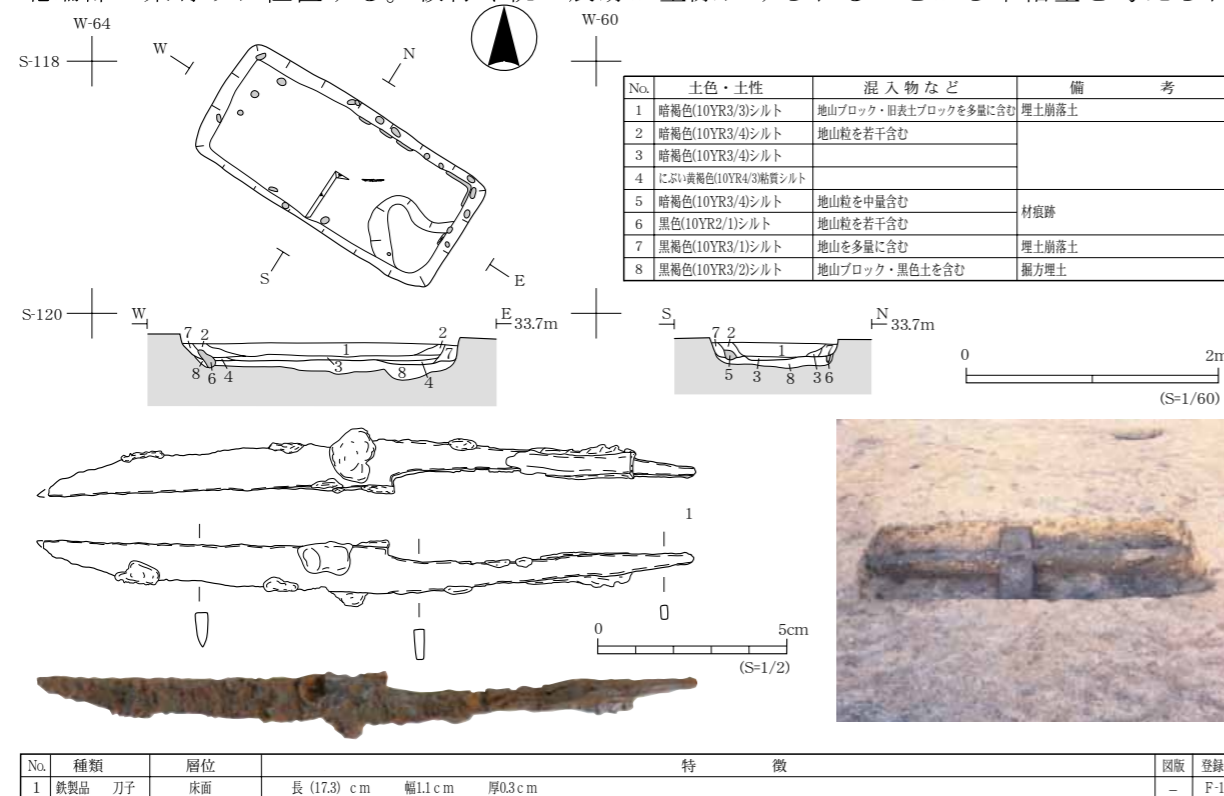 W-64
W-60
S-118
W
N
S
E
S-120
No. 土色・土性 混入物など 備考
1 暗褐色(10YR3/3)シルト 地山ブロック・旧表土ブロックを多量に含む 埋土崩落土
2 暗褐色(10YR3/4)シルト 地山粒を若干含む
3 暗褐色(10YR3/4)シルト
4 にぶい黄褐色(10YR4/3)粘質シルト
5 暗褐色(10YR3/4)シルト 地山粒を中量含む 材痕跡
6 黒色(10YR2/1)シルト 地山粒を若干含む
7 黒褐色(10YR3/1)シルト 地山を多量に含む 埋土崩落土
8 黒褐色(10YR3/2)シルト 地山ブロック・黒色土を含む 掘方埋土
W E 33.7m
7 2 1 2 7
8 6 4 3 8 4
S N 33.7m
7 2 1
5 3 8 3 6
0 2m
(S=1/60)
1
0 5cm
(S=1/2)
No. 種類 層位 特徴 図版 登録
1 鉄製品 刀子 床面 長 (17.3) cm 幅1.1cm 厚0.3cm – F-1